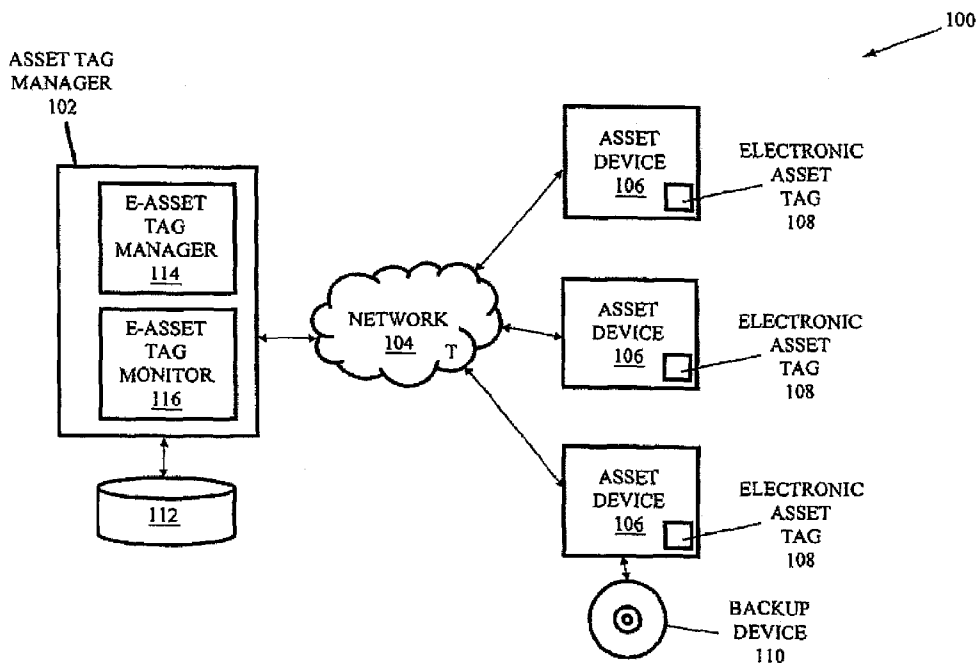 100
ASSET TAG
MANAGER
102
E-ASSET
TAG
MANAGER
114
E-ASSET
TAG
MONITOR
116
112
NETWORK
104
T
ASSET
DEVICE
106
ELECTRONIC
ASSET
TAG
108
ASSET
DEVICE
106
ELECTRONIC
ASSET
TAG
108
ASSET
DEVICE
106
ELECTRONIC
ASSET
TAG
108
BACKUP
DEVICE
110